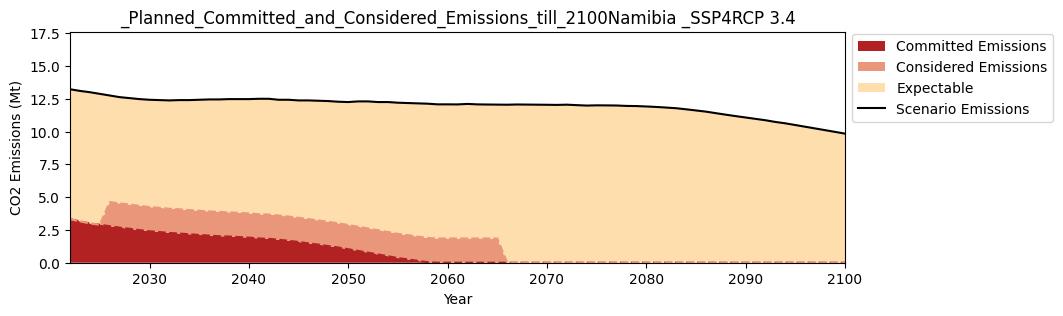 _Planned_Committed_and_Considered_Emissions_till_2100Namibia _SSP4RCP 3.4
17.5
15.0
12.5
10.0
7.5
5.0
2.5
0.0
CO2 Emissions (Mt)
2030 2040 2050 2060 2070 2080 2090 2100
Year
Committed Emissions
Considered Emissions
Expectable
Scenario Emissions